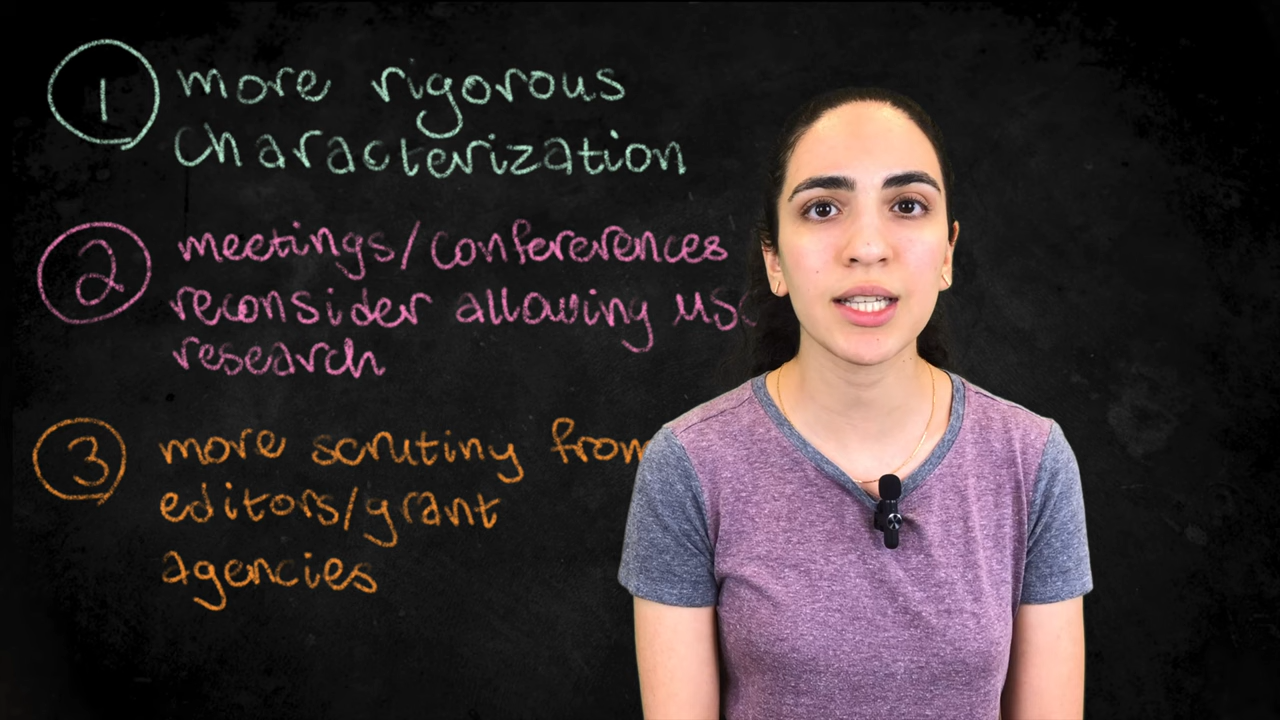 1 more rigorous
characterization
2 meetings/conferences
reconsider allowing
research
3 more scrutiny from
editors/grant
agencies